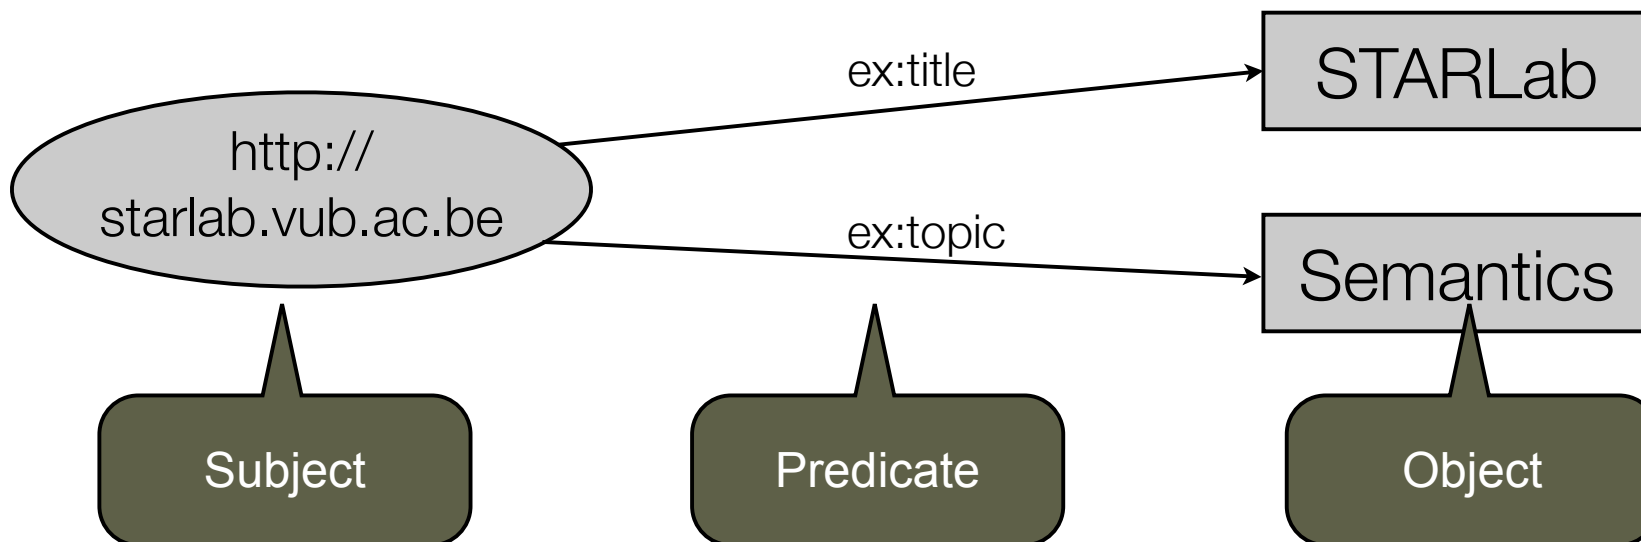 ex:title
STARLab
http://
starlab.vub.ac.be
ex:topic
Semantics
Subject
Predicate
Object